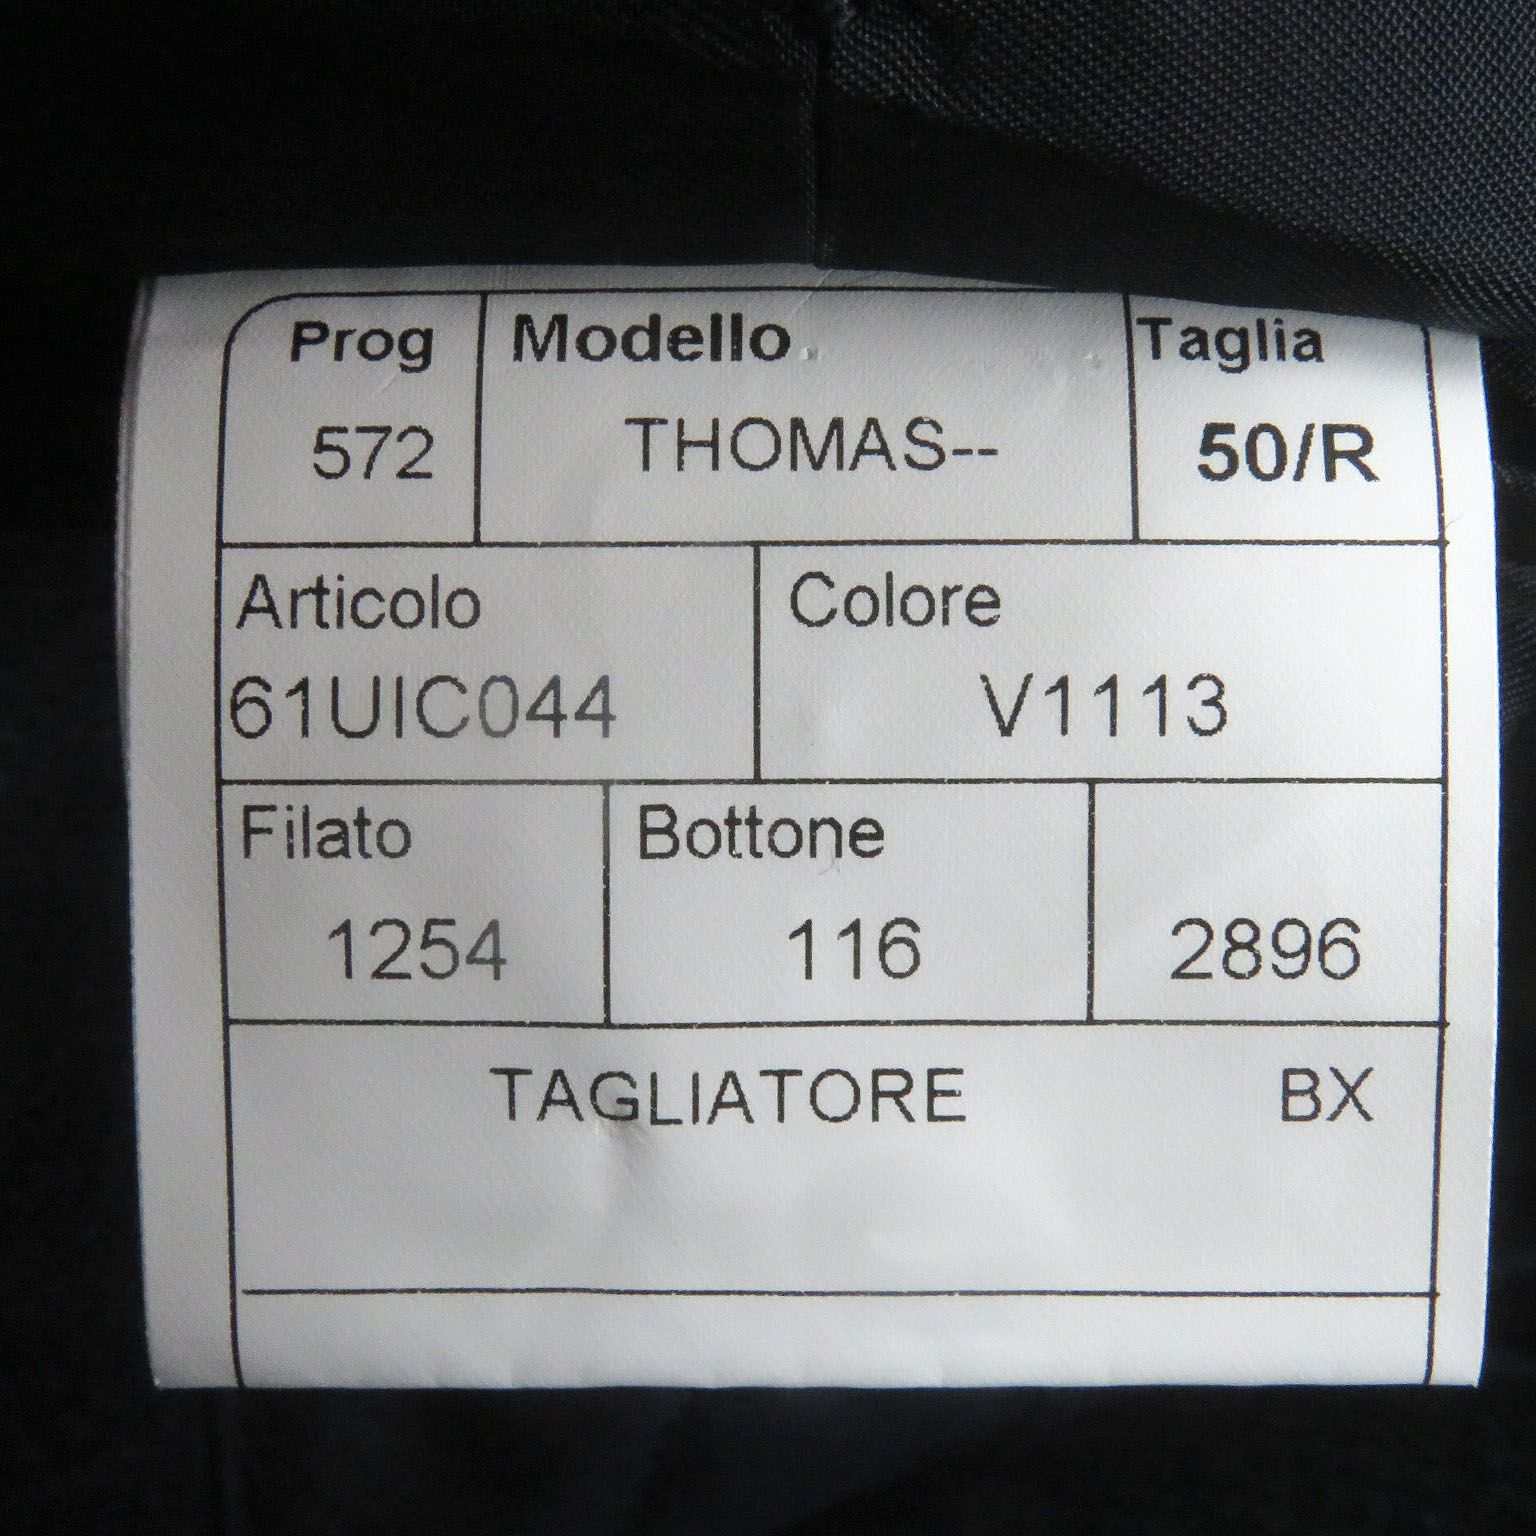 Prog Modello Taglia
572 THOMAS-- 50/R
Articolo Colore
61UIC044 V1113
Filato Bottone
1254 116 2896
TAGLIATORE BX